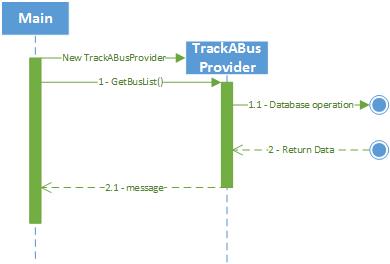 Main
New TrackABusProvider
TrackABus
Provider
1 - GetBusList()
1.1 - Database operation
2 - Return Data
2.1 - message